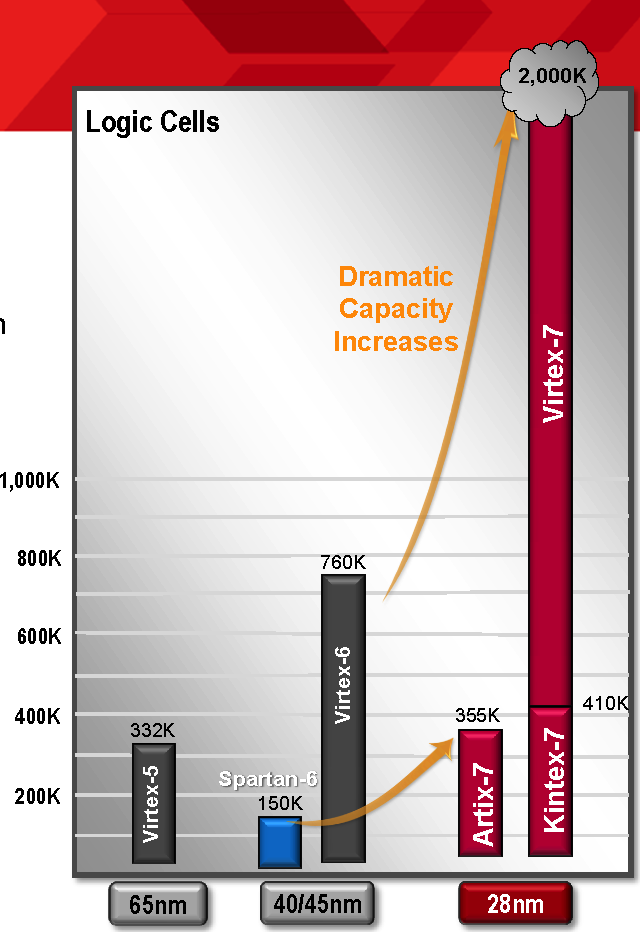 2,000K
Logic Cells
Dramatic
Capacity
Increases
Virtex-7
1,000K
800K
760K
600K
Virtex-6
400K
410K
355K
332K
Spartan-6
200K
150K
Virtex-5
Artix-7
Kintex-7
65nm
40/45nm
28nm